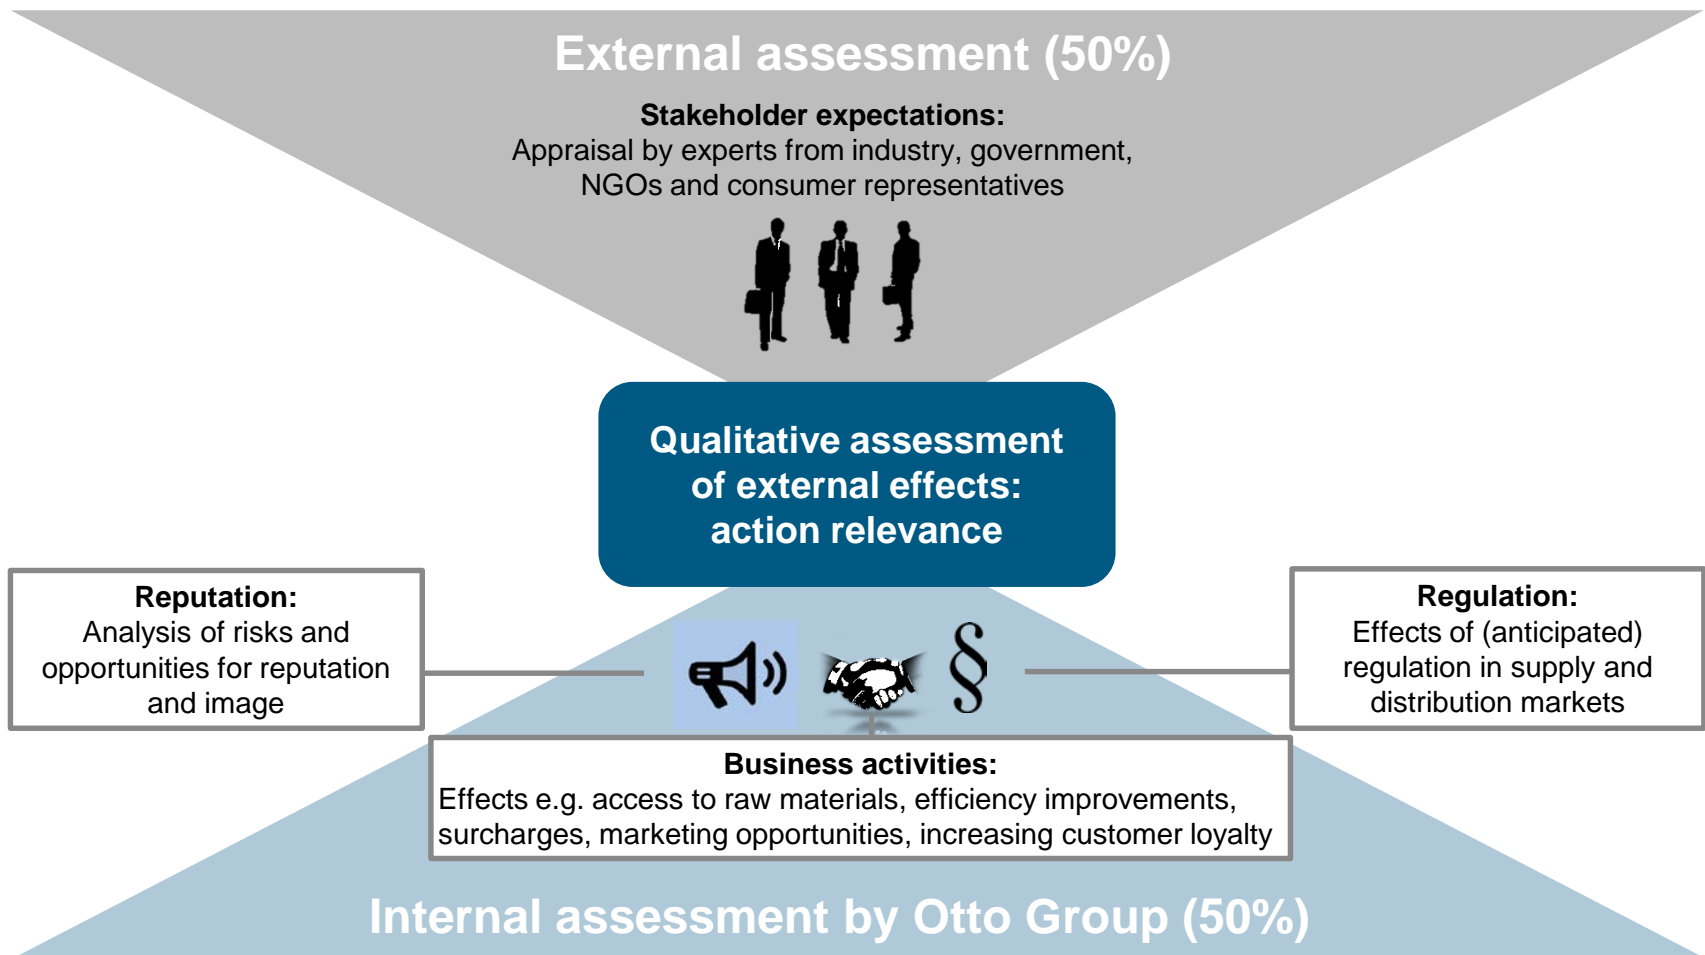 External assessment (50%)
Stakeholder expectations:
Appraisal by experts from industry, government,
NGOs and consumer representatives
Qualitative assessment
of external effects:
action relevance
Reputation:
Analysis of risks and
opportunities for reputation
and image
§
Regulation:
Effects of (anticipated)
regulation in supply and
distribution markets
Business activities:
Effects e.g. access to raw materials, efficiency improvements,
surcharges, marketing opportunities, increasing customer loyalty
Internal assessment by Otto Group (50%)